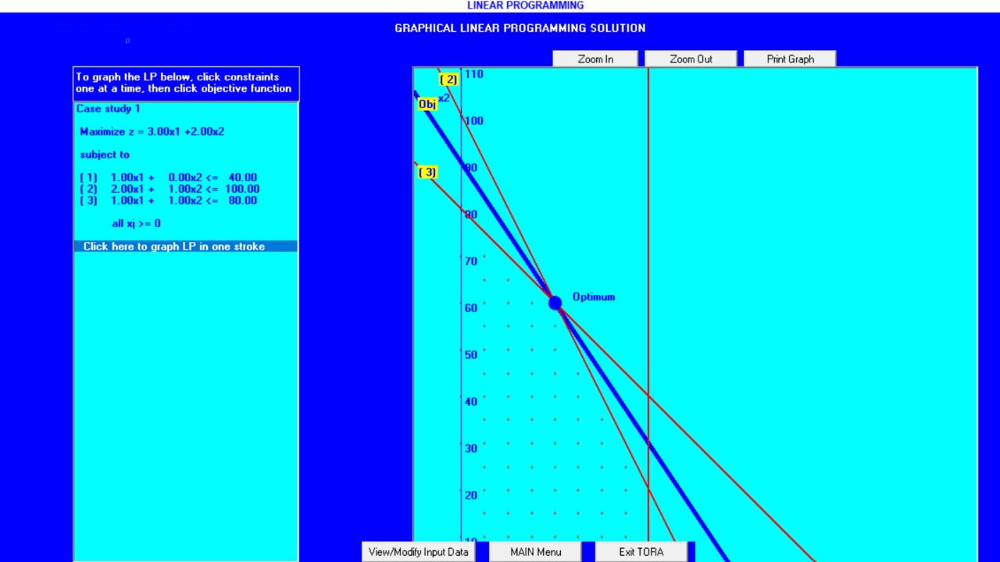 LINEAR PROGRAMMING
GRAPHICAL LINEAR PROGRAMMING SOLUTION
Zoom In
Zoom Out
Print Graph
To graph the LP below, click constraints
one at a time, then click objective function
Case study 1
Maximize z = 3.00x1 +2.00x2
subject to
( 1) 1.00x1 + 0.00x2 <= 40.00
( 2) 2.00x1 + 1.00x2 <= 100.00
( 3) 1.00x1 + 1.00x2 <= 80.00
all xj >= 0
Click here to graph LP in one stroke
110
( 2)
x2
Obj
100
90
( 3)
80
70
Optimum
60
50
40
30
20
10
View/Modify Input Data
MAIN Menu
Exit TORA